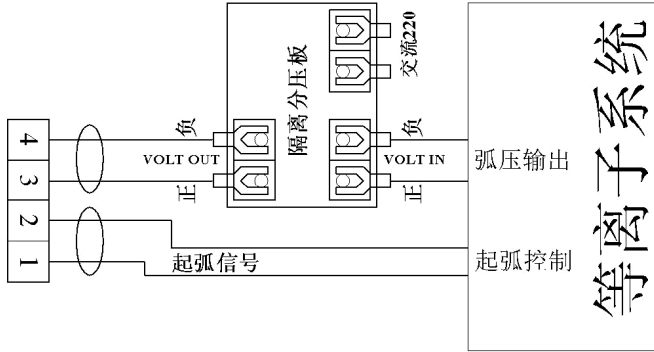 交流220
隔离分压板
负
负
VOLT OUT
VOLT IN
正
正
弧压输出
起弧信号
起弧控制
等离子系统
4
3
2
1